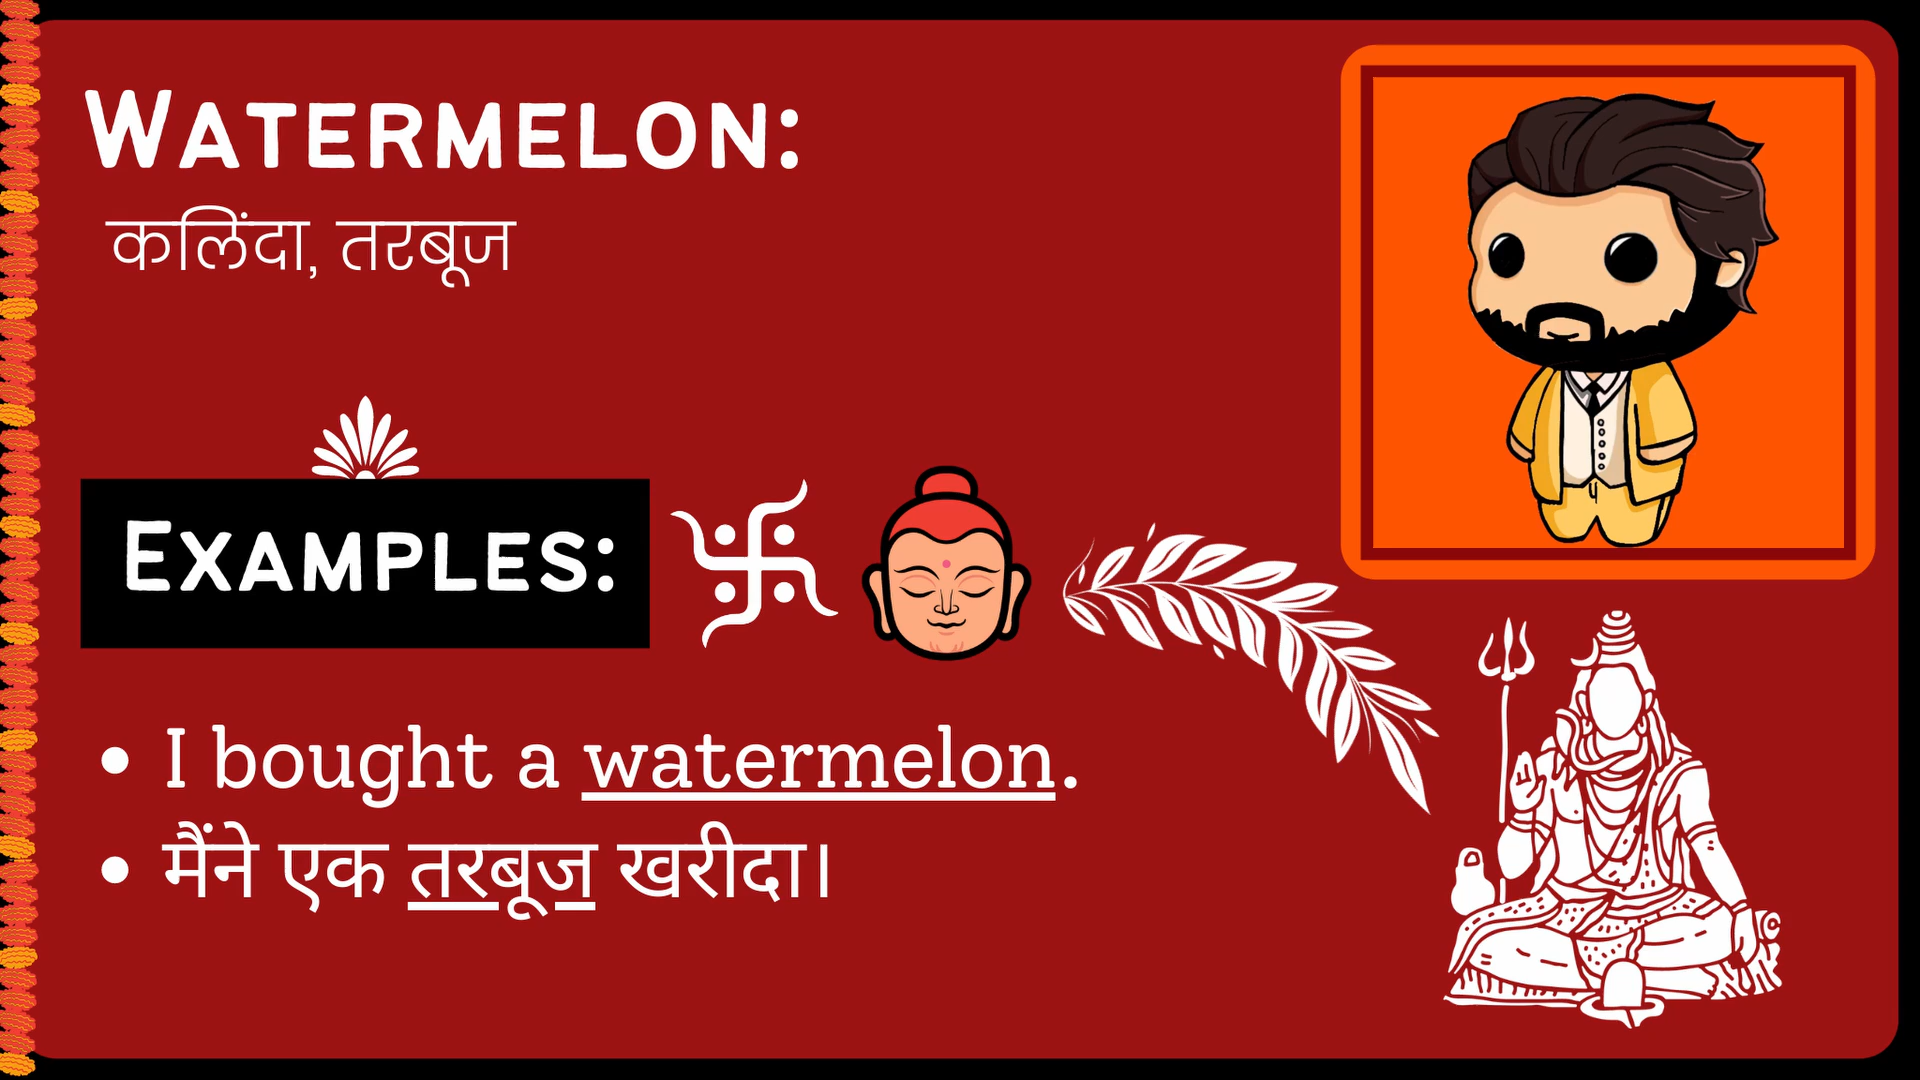 Watermelon:
कलिंदा, तरबूज
Examples:
• I bought a watermelon.
• मैंने एक तरबूज खरीदा।